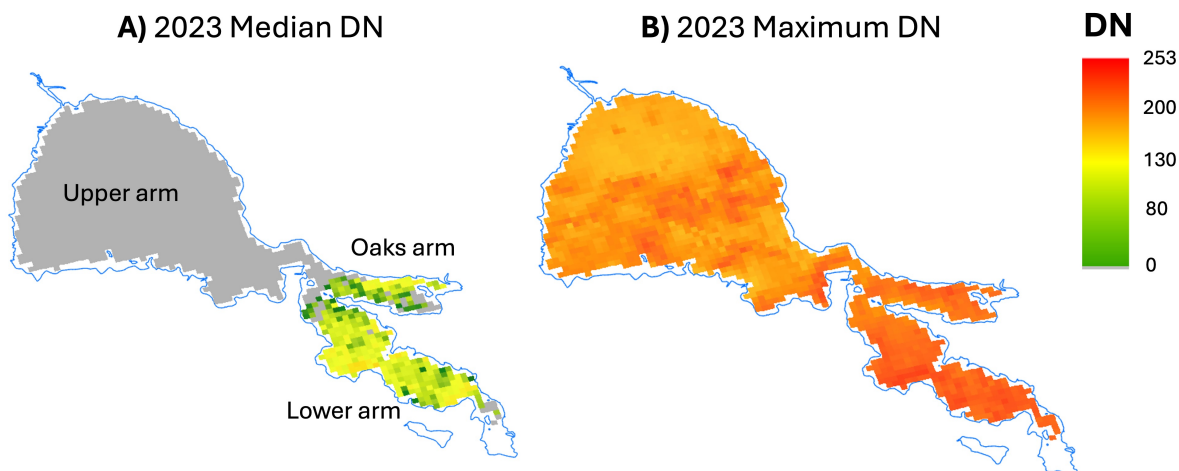 A) 2023 Median DN
B) 2023 Maximum DN
DN
253
200
130
80
0
Upper arm
Oaks arm
Lower arm